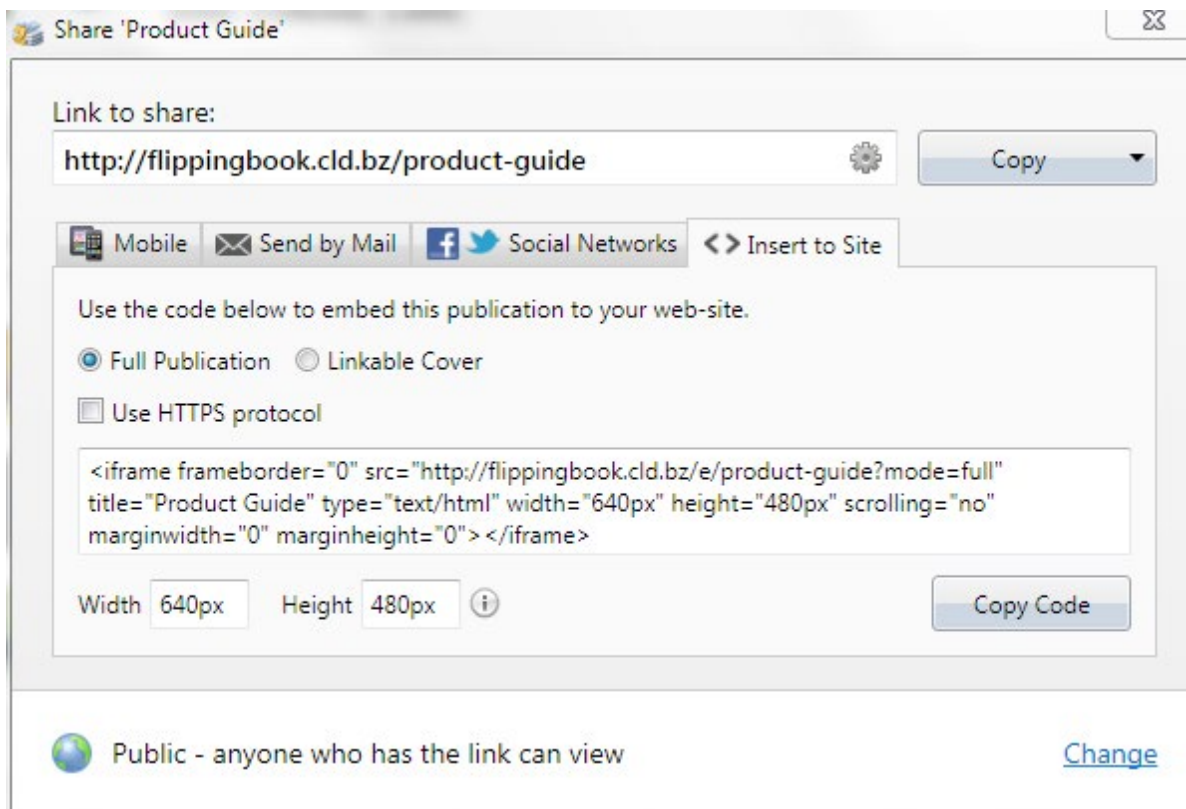 Share 'Product Guide'
Link to share:
http://flippingbook.cld.bz/product-guide
Copy
Mobile
Send by Mail
Social Networks
<> Insert to Site
Use the code below to embed this publication to your web-site.
Full Publication
Linkable Cover
Use HTTPS protocol
<iframe frameborder="0" src="http://flippingbook.cld.bz/e/product-guide?mode=full"
title="Product Guide" type="text/html" width="640px" height="480px" scrolling="no"
marginwidth="0" marginheight="0"></iframe>
Width 640px Height 480px
Copy Code
Public - anyone who has the link can view
Change